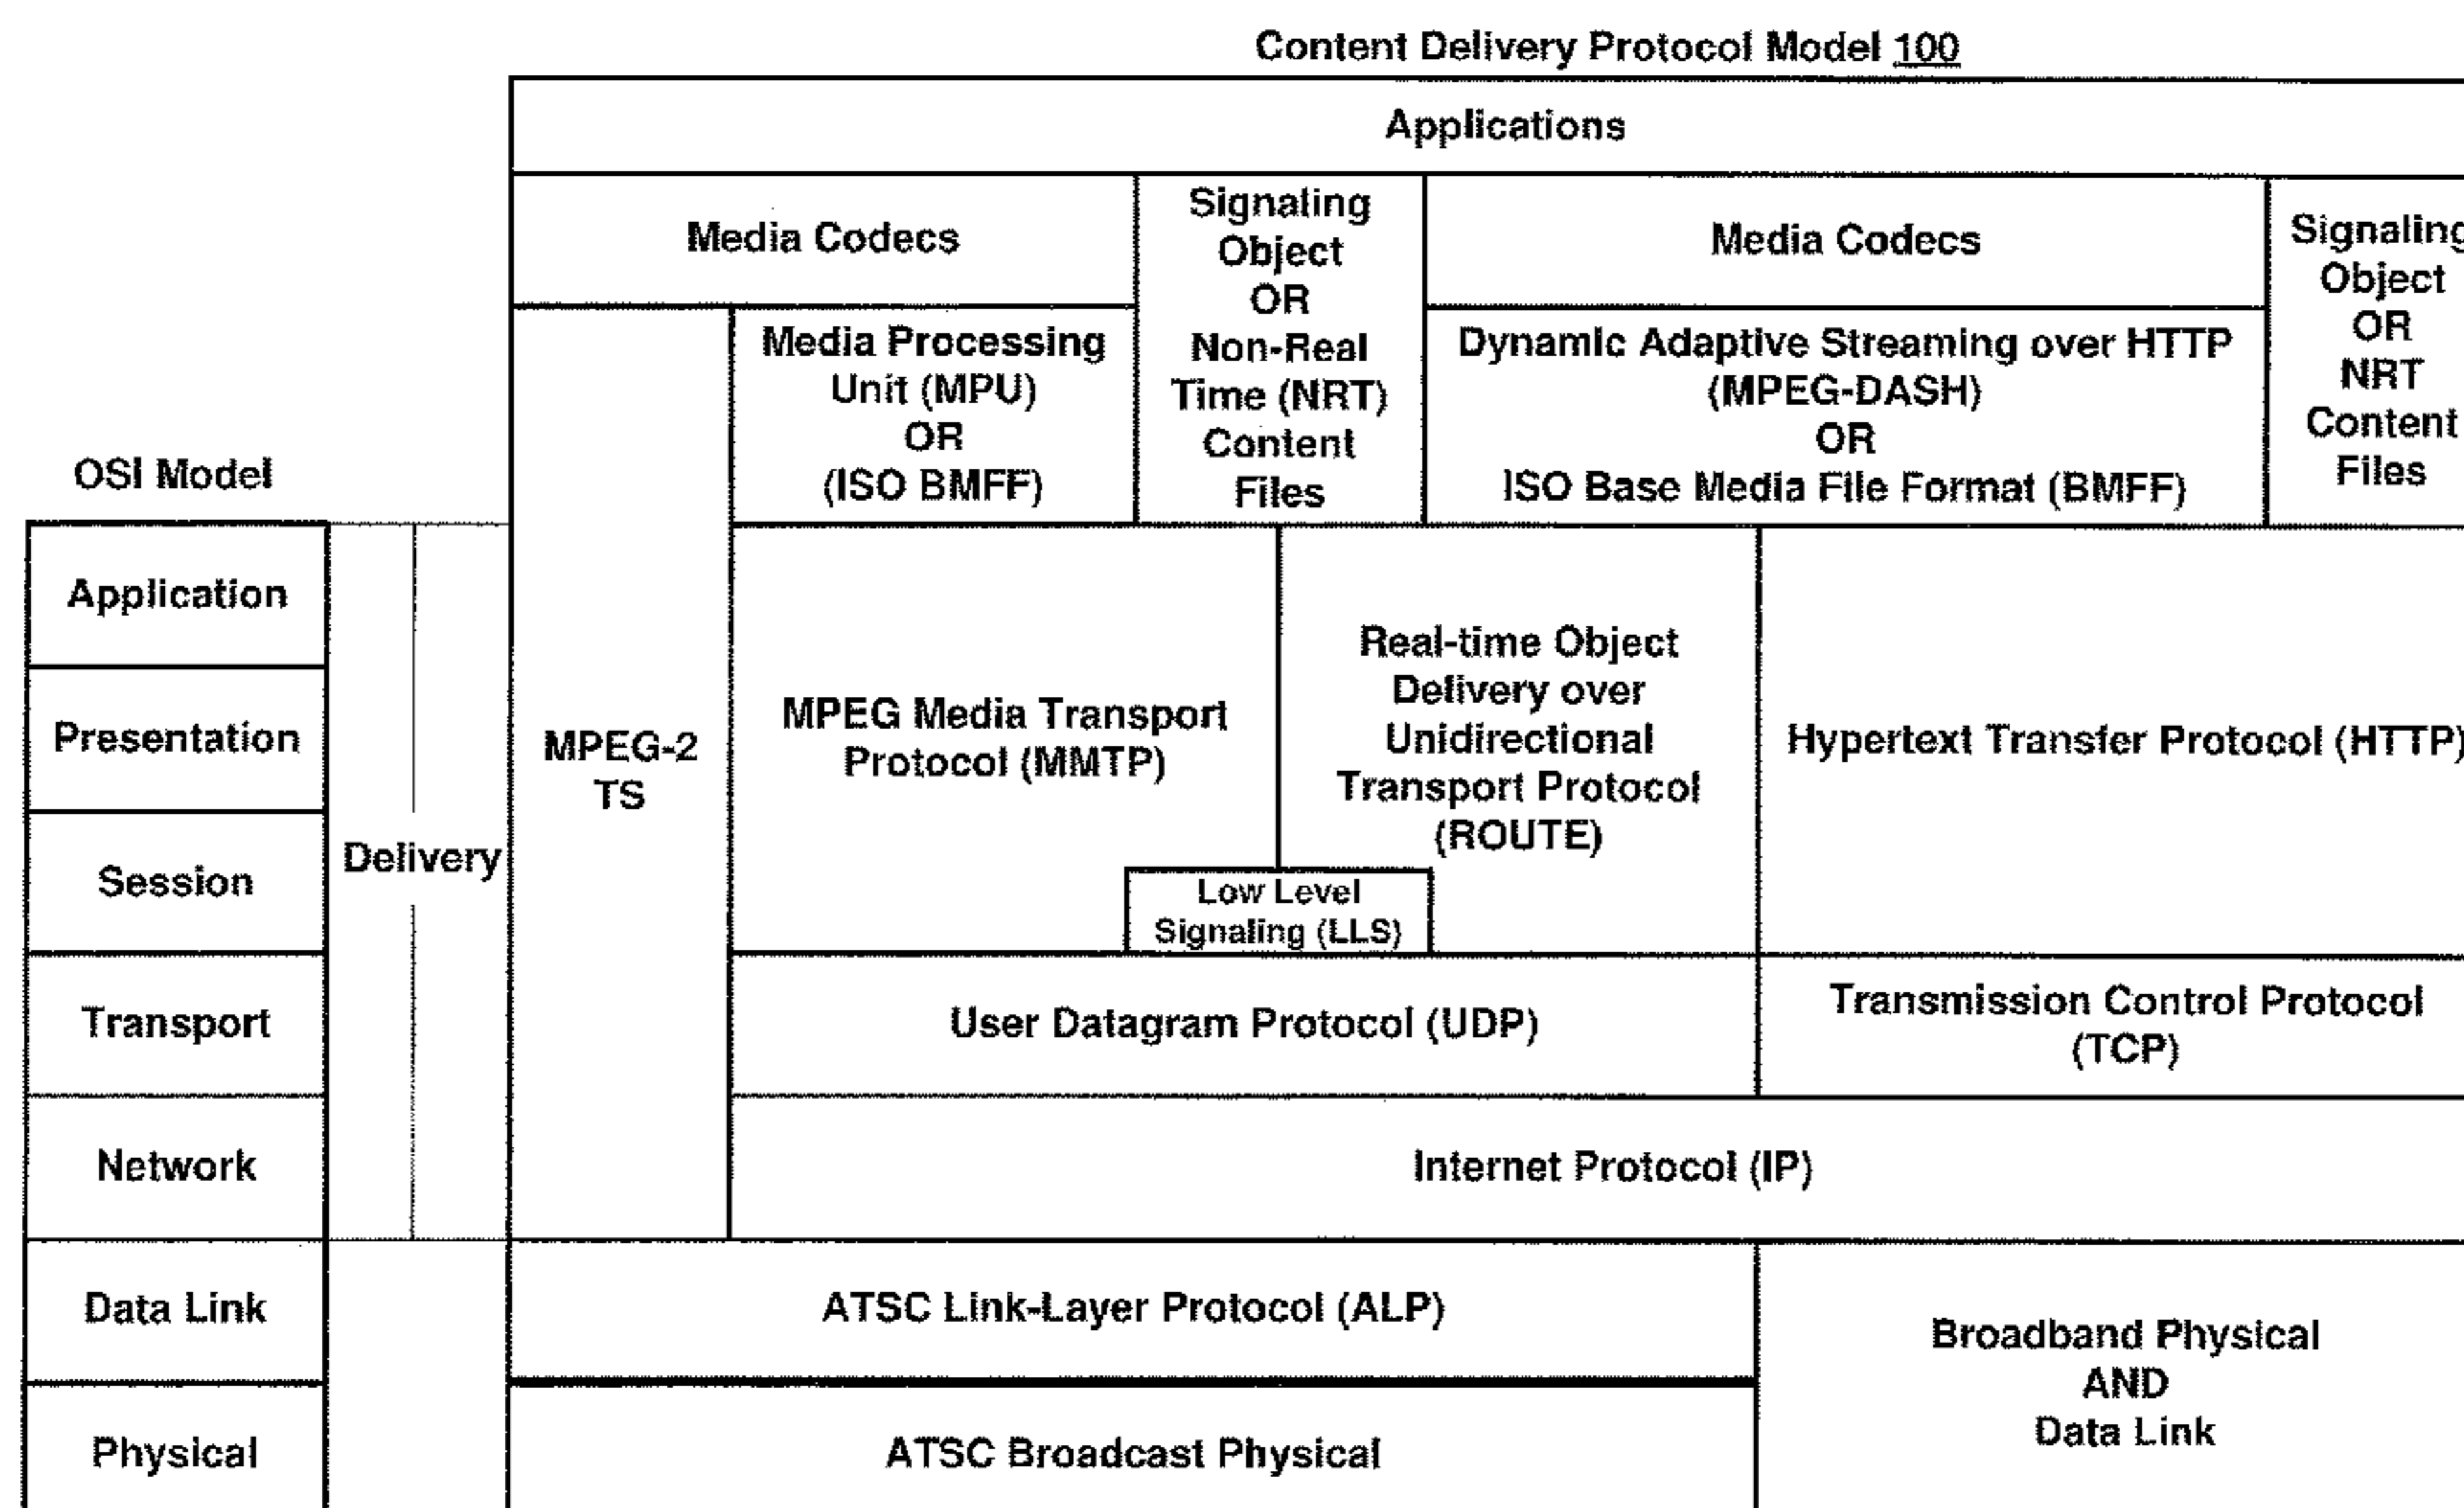 Content Delivery Protocol Model 100
Applications
Media Codecs
Signaling
Object
OR
Non-Real
Time (NRT)
Content
Files
Media Codecs
Signaling
Object
OR
NRT
Content
Files
Media Processing
Unit (MPU)
OR
(ISO BMFF)
Dynamic Adaptive Streaming over HTTP
(MPEG-DASH)
OR
ISO Base Media File Format (BMFF)
OSI Model
Application
Presentation
Session
Transport
Network
Data Link
Physical
Delivery
MPEG-2
TS
MPEG Media Transport
Protocol (MMTP)
Real-time Object
Delivery over
Unidirectional
Transport Protocol
(ROUTE)
Hypertext Transfer Protocol (HTTP)
Low Level
Signaling (LLS)
User Datagram Protocol (UDP)
Transmission Control Protocol
(TCP)
Internet Protocol (IP)
ATSC Link-Layer Protocol (ALP)
Broadband Physical
AND
Data Link
ATSC Broadcast Physical